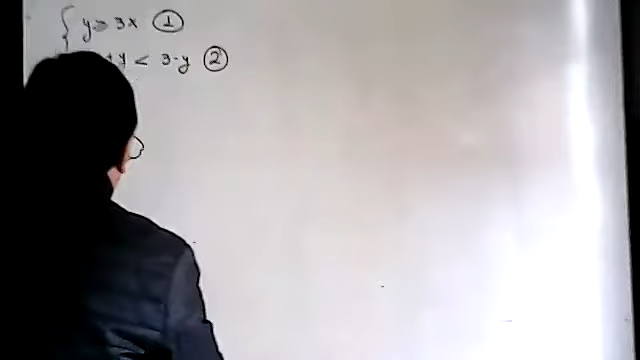 { y ≥ 3x ①
+ y < 3 - y ②